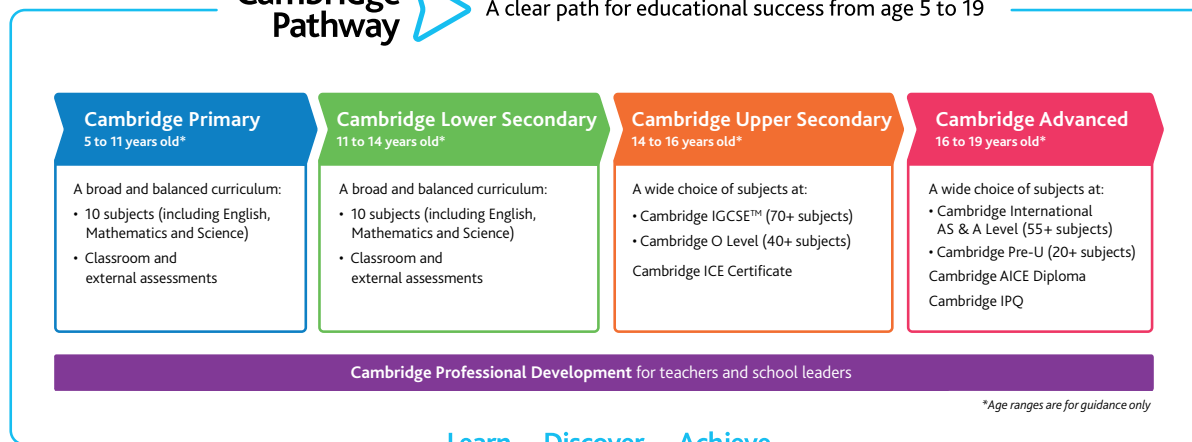 Cambridge
Pathway
A clear path for educational success from age 5 to 19
Cambridge Primary
5 to 11 years old*
A broad and balanced curriculum:
• 10 subjects (including English,
Mathematics and Science)
• Classroom and
external assessments
Cambridge Lower Secondary
11 to 14 years old*
A broad and balanced curriculum:
• 10 subjects (including English,
Mathematics and Science)
• Classroom and
external assessments
Cambridge Upper Secondary
14 to 16 years old*
A wide choice of subjects at:
• Cambridge IGCSE™ (70+ subjects)
• Cambridge O Level (40+ subjects)
Cambridge ICE Certificate
Cambridge Advanced
16 to 19 years old*
A wide choice of subjects at:
• Cambridge International
AS & A Level (55+ subjects)
• Cambridge Pre-U (20+ subjects)
Cambridge AICE Diploma
Cambridge IPQ
Cambridge Professional Development for teachers and school leaders
*Age ranges are for guidance only
Learn Discover Achieve